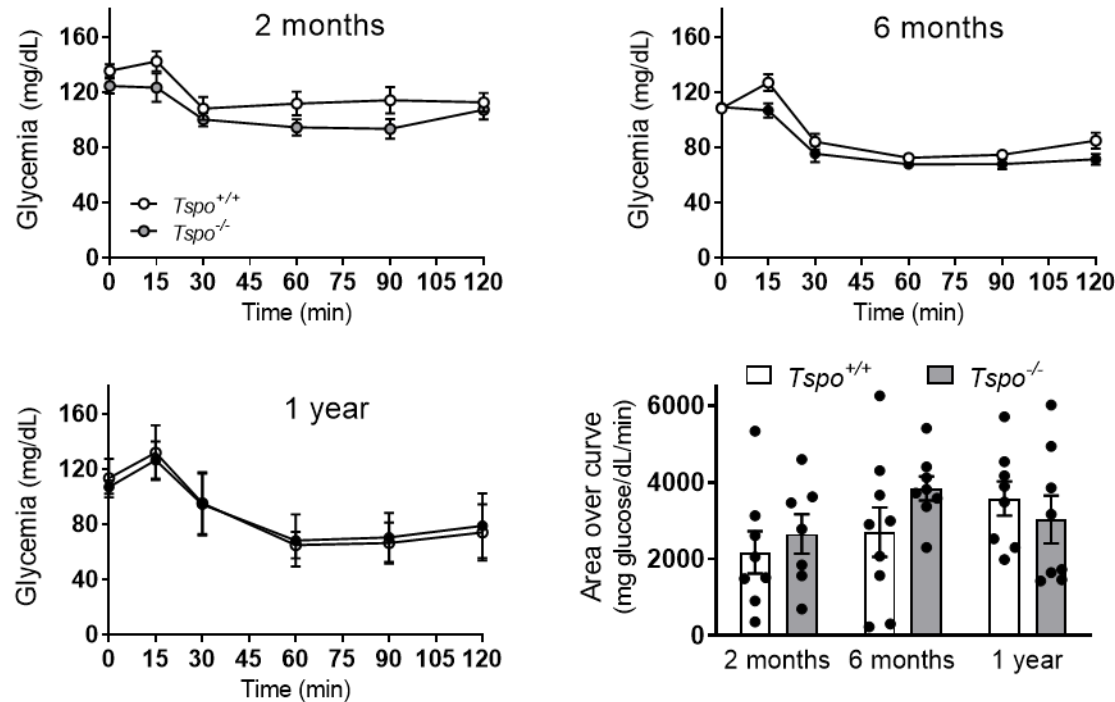 2 months
Glycemia (mg/dL)
160
120
80
40
0
Tspo+/+
Tspo-/-
0 15 30 45 60 75 90 105 120
Time (min)
6 months
Glycemia (mg/dL)
160
120
80
40
0
0 15 30 45 60 75 90 105 120
Time (min)
1 year
Glycemia (mg/dL)
160
120
80
40
0
0 15 30 45 60 75 90 105 120
Time (min)
Tspo+/+ Tspo-/-
Area over curve
(mg glucose/dL/min)
6000
4000
2000
0
2 months 6 months 1 year